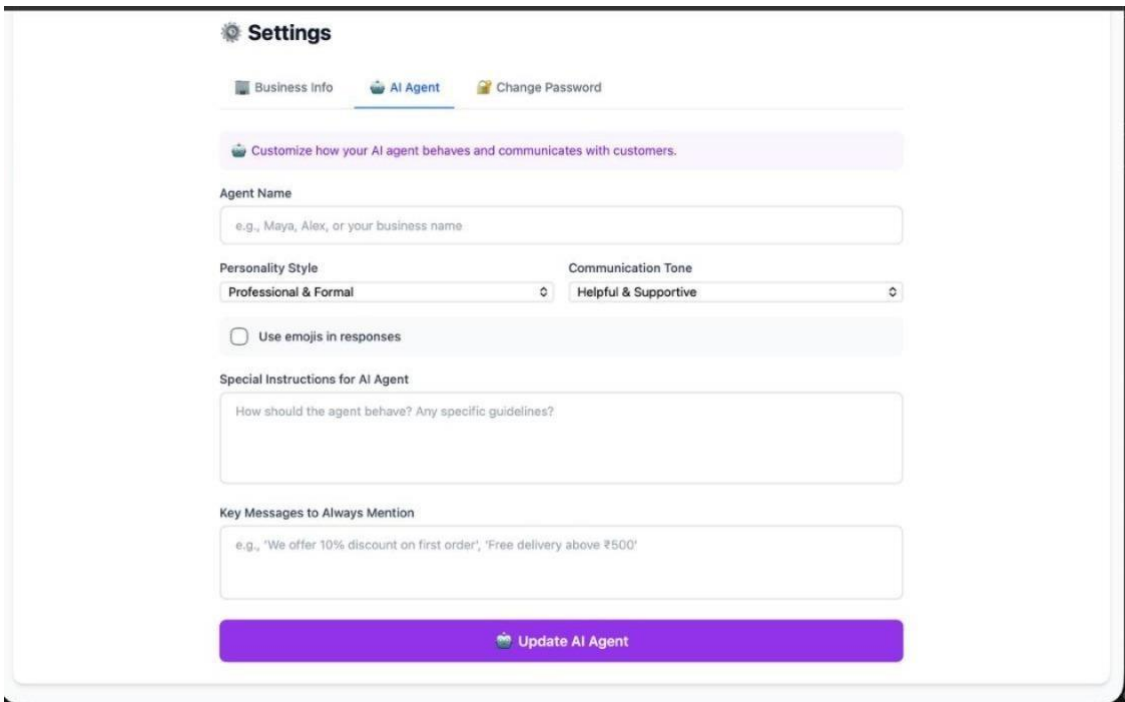 Settings
Business Info AI Agent Change Password
Customize how your AI agent behaves and communicates with customers.
Agent Name
e.g., Maya, Alex, or your business name
Personality Style Communication Tone
Professional & Formal Helpful & Supportive
Use emojis in responses
Special Instructions for AI Agent
How should the agent behave? Any specific guidelines?
Key Messages to Always Mention
e.g., 'We offer 10% discount on first order', 'Free delivery above ₹500'
Update AI Agent